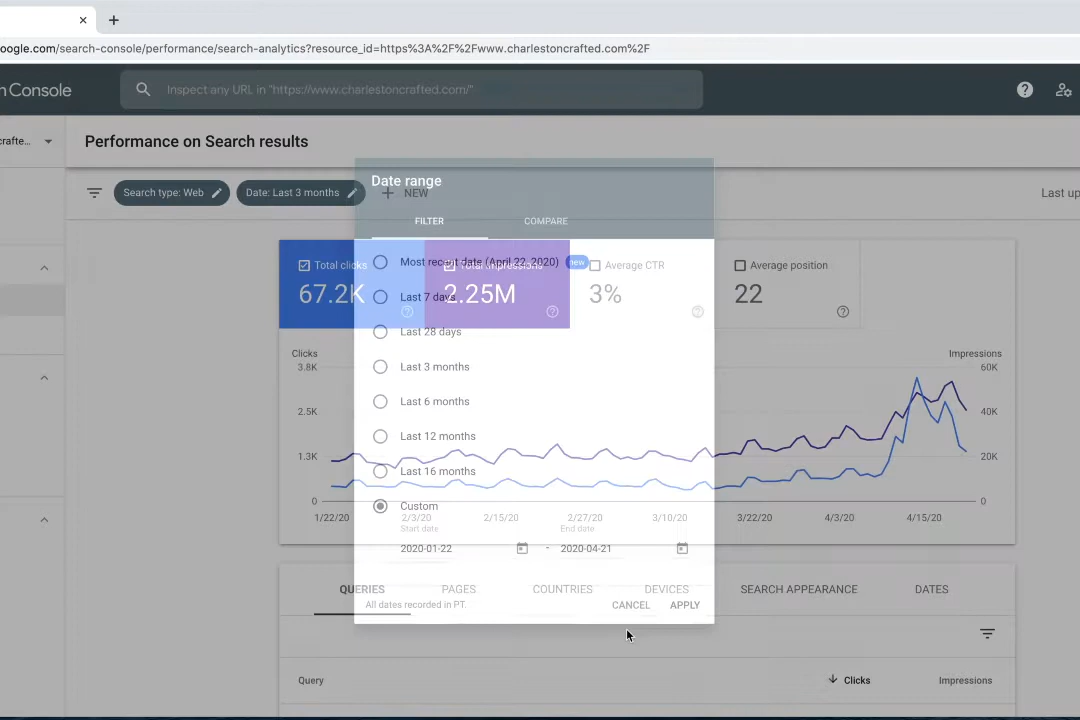 oogle.com/search-console/performance/search-analytics?resource_id=https%3A%2F%2Fwww.charlestoncrafted.com%2F
n Console
Inspect any URL in "https://www.charlestoncrafted.com/"
crafte...
Performance on Search results
Search type: Web
Date: Last 3 months
NEW
Last up
Date range
FILTER
COMPARE
Total clicks
67.2K
Total impressions
2.25M
Average CTR
3%
Average position
22
Most recent date (April 22, 2020)
new
Last 7 days
Last 28 days
Last 3 months
Last 6 months
Last 12 months
Last 16 months
Custom
Start date
End date
2020-01-22
-
2020-04-21
All dates recorded in PT.
CANCEL
APPLY
Clicks
Impressions
3.8K
60K
2.5K
40K
1.3K
20K
0
0
1/22/20
2/3/20
2/15/20
2/27/20
3/10/20
3/22/20
4/3/20
4/15/20
QUERIES
PAGES
COUNTRIES
DEVICES
SEARCH APPEARANCE
DATES
Query
Clicks
Impressions